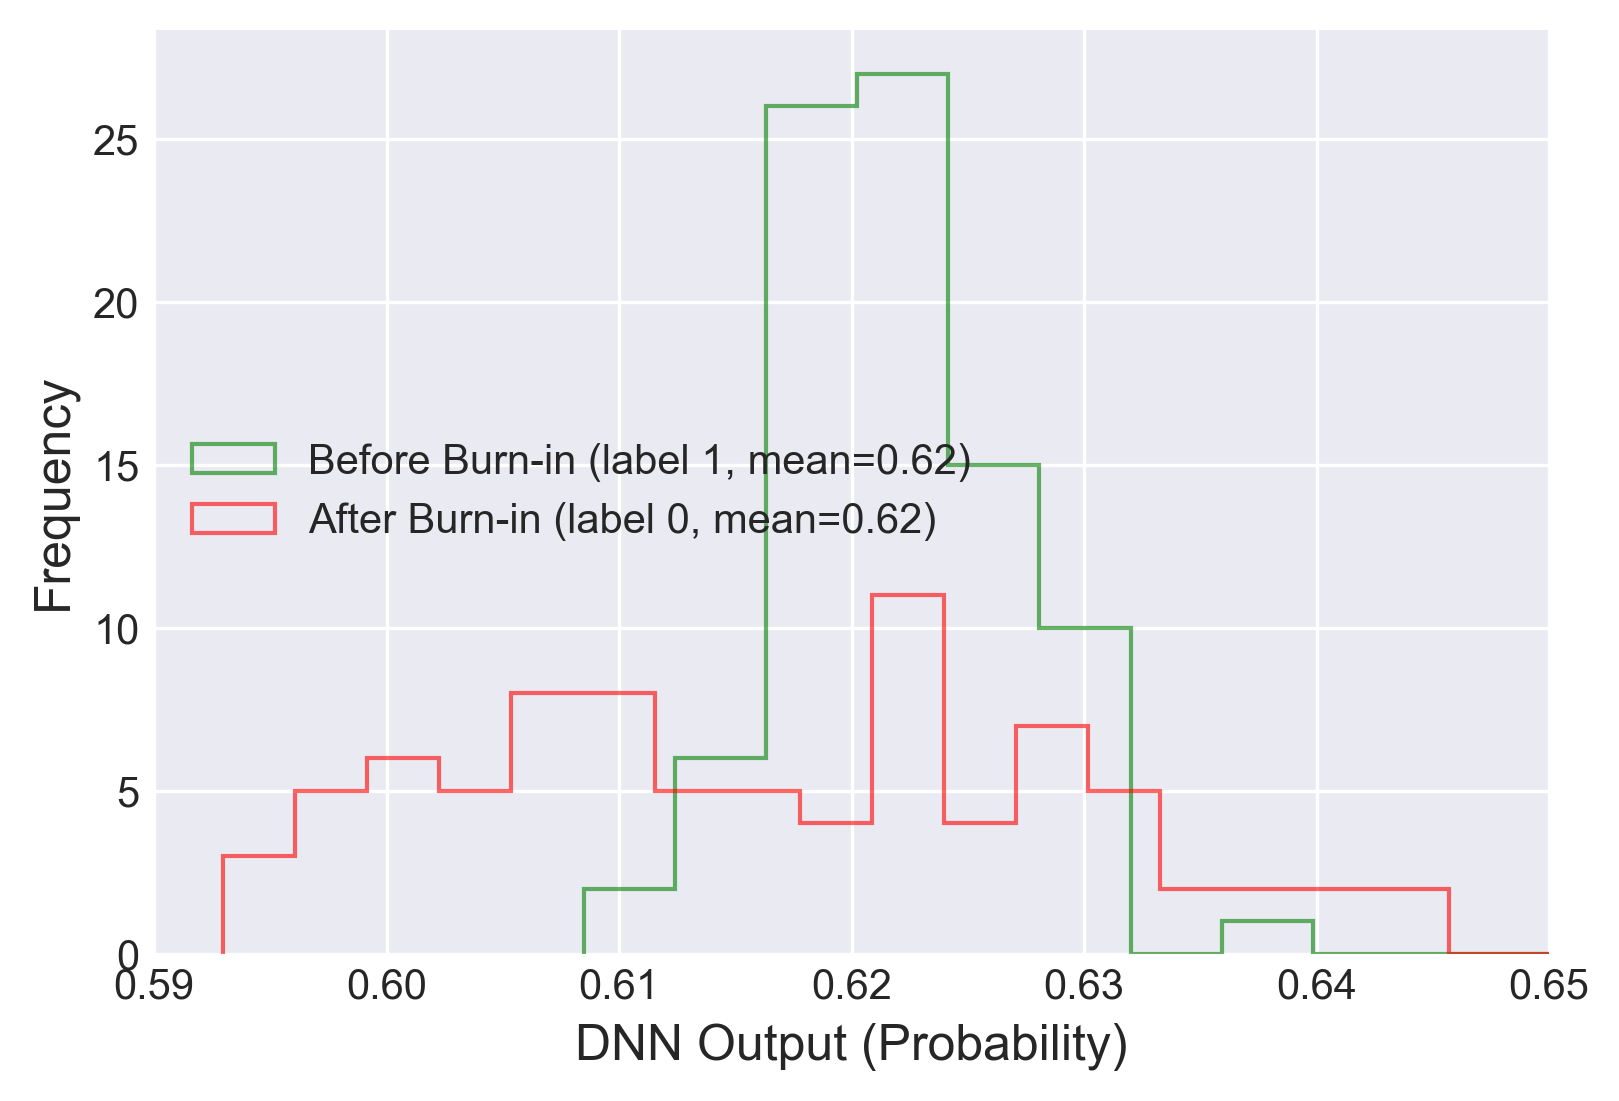 25
20
15
10
5
0
Frequency
Before Burn-in (label 1, mean=0.62)
After Burn-in (label 0, mean=0.62)
0.59 0.60 0.61 0.62 0.63 0.64 0.65
DNN Output (Probability)